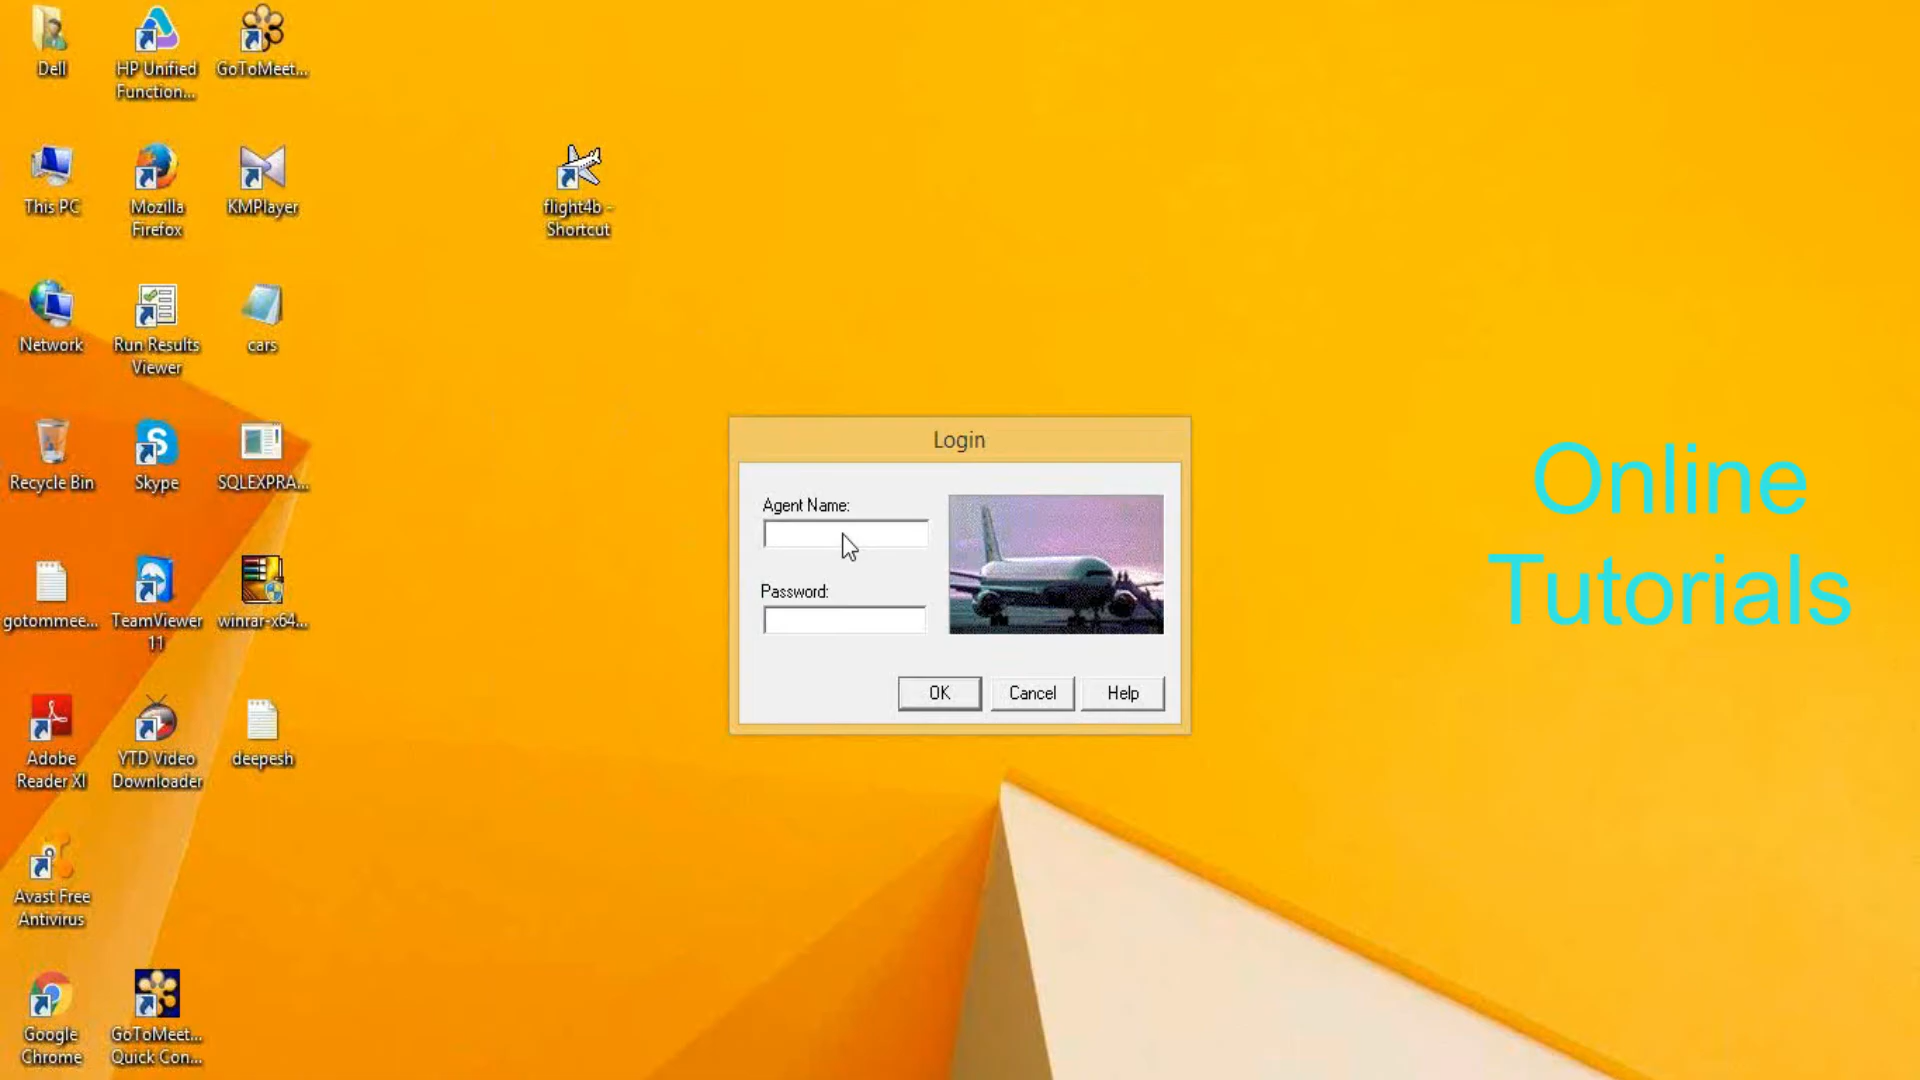 Dell
HP Unified
Function...
GoToMeet...
This PC
Mozilla
Firefox
KMPlayer
flight4b -
Shortcut
Network
Run Results
Viewer
cars
Recycle Bin
Skype
SQLEXPRA...
gotommee...
TeamViewer
11
winrar-x64...
Adobe
Reader XI
YTD Video
Downloader
deepesh
Avast Free
Antivirus
Google
Chrome
GoToMeet...
Quick Con...
Login
Agent Name:
Password:
OK
Cancel
Help
Online
Tutorials